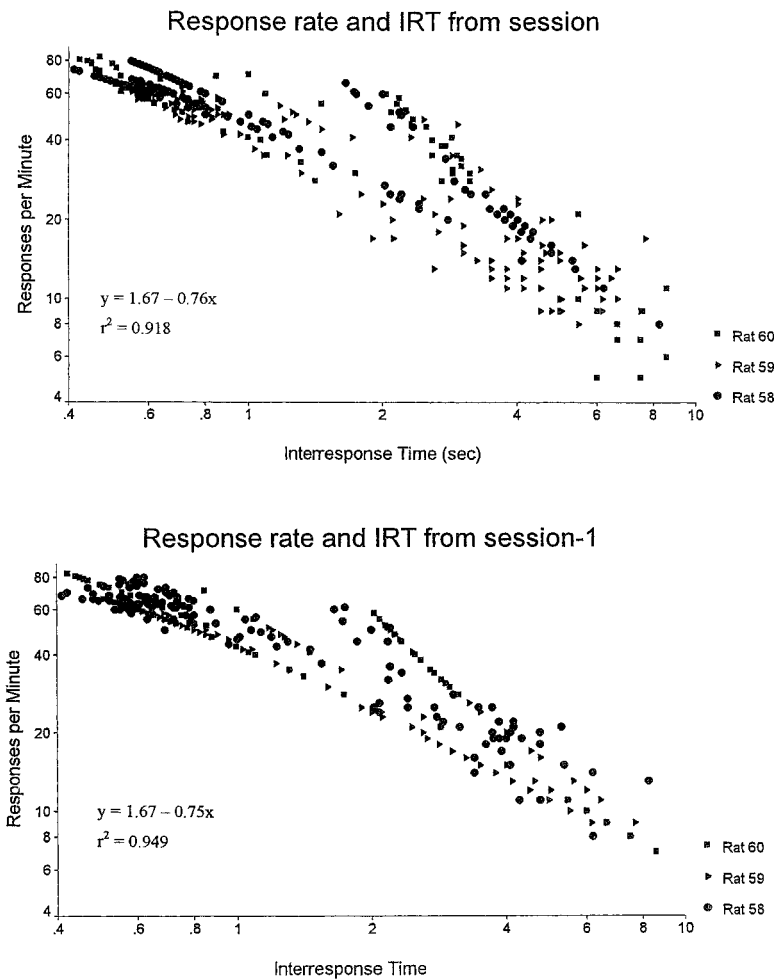 Response rate and IRT from session
80
60
40
20
10
8
6
4
Responses per Minute
y = 1.67 – 0.76x
r² = 0.918
Rat 60
Rat 59
Rat 58
.4 .6 .8 1 2 4 6 8 10
Interresponse Time (sec)
Response rate and IRT from session-1
80
60
40
20
10
8
6
4
Responses per Minute
y = 1.67 – 0.75x
r² = 0.949
Rat 60
Rat 59
Rat 58
.4 .6 .8 1 2 4 6 8 10
Interresponse Time